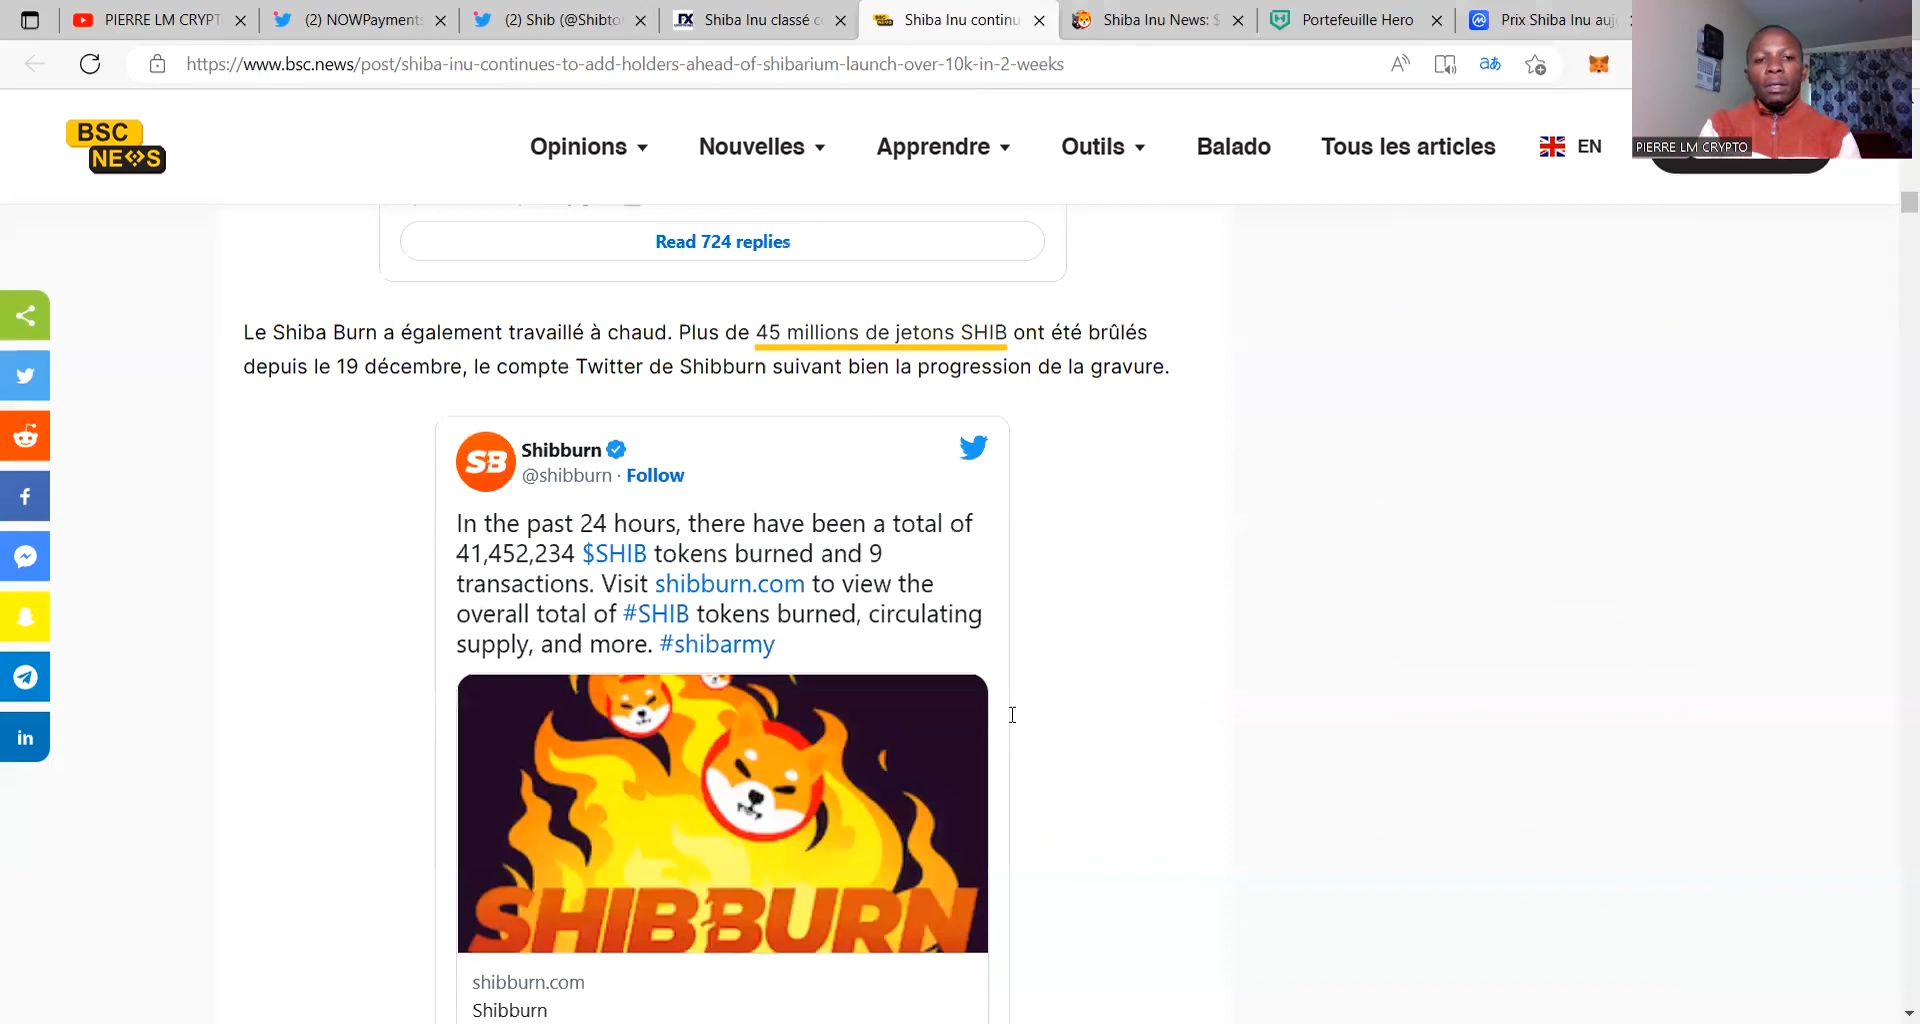 PIERRE LM CRYPT
(2) NOWPayment
(2) Shib (@Shibto
Shiba Inu classé c
Shiba Inu continu
Shiba Inu News: $
Portefeuille Hero
Prix Shiba Inu auj
https://www.bsc.news/post/shiba-inu-continues-to-add-holders-ahead-of-shibarium-launch-over-10k-in-2-weeks
PIERRE LM CRYPTO
BSC
NEWS
Opinions
Nouvelles
Apprendre
Outils
Balado
Tous les articles
EN
Read 724 replies
Le Shiba Burn a également travaillé à chaud. Plus de 45 millions de jetons SHIB ont été brûlés
depuis le 19 décembre, le compte Twitter de Shibburn suivant bien la progression de la gravure.
SB
Shibburn
@shibburn · Follow
In the past 24 hours, there have been a total of
41,452,234 $SHIB tokens burned and 9
transactions. Visit shibburn.com to view the
overall total of #SHIB tokens burned, circulating
supply, and more. #shibarmy
SHIBBURN
shibburn.com
Shibburn